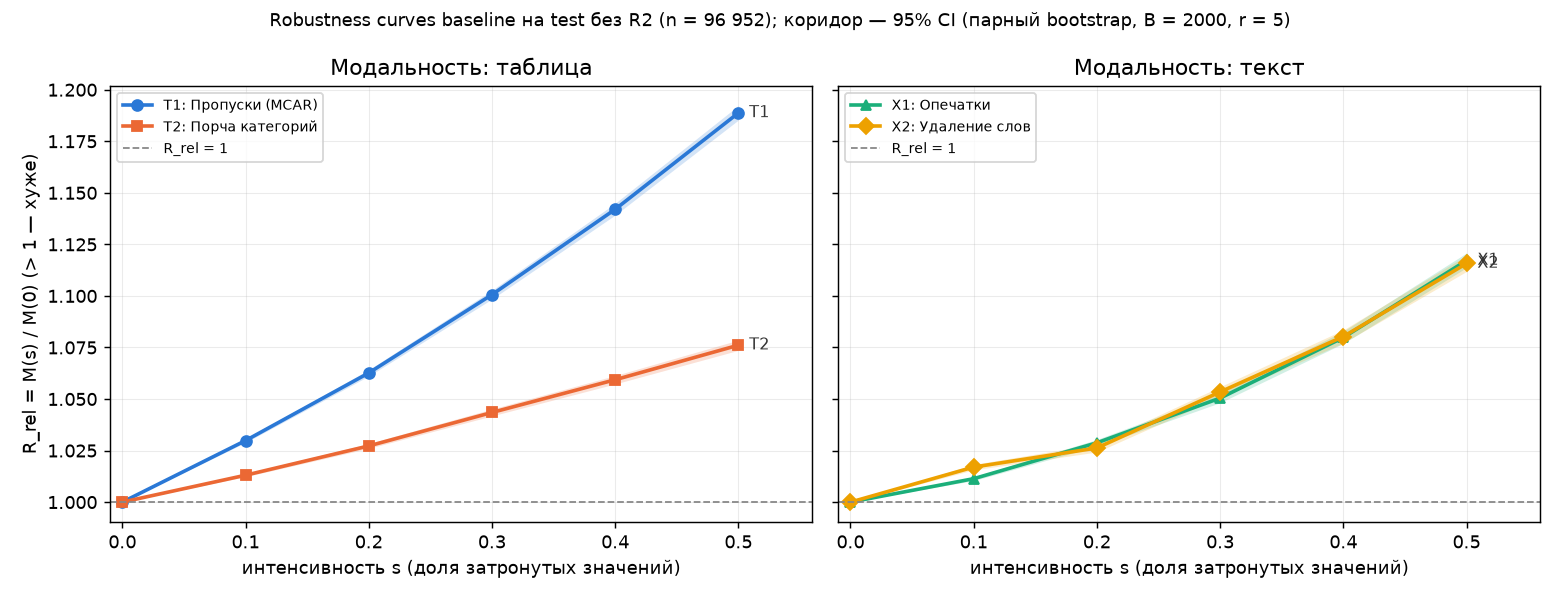 Robustness curves baseline на test без R2 (n = 96 952); коридор — 95% CI (парный bootstrap, B = 2000, r = 5)
Модальность: таблица
R_rel = M(s) / M(0) (> 1 — хуже)
1.200
1.175
1.150
1.125
1.100
1.075
1.050
1.025
1.000
T1: Пропуски (MCAR)
T2: Порча категорий
R_rel = 1
T1
T2
0.0 0.1 0.2 0.3 0.4 0.5
интенсивность s (доля затронутых значений)
Модальность: текст
X1: Опечатки
X2: Удаление слов
R_rel = 1
X1
X2
0.0 0.1 0.2 0.3 0.4 0.5
интенсивность s (доля затронутых значений)